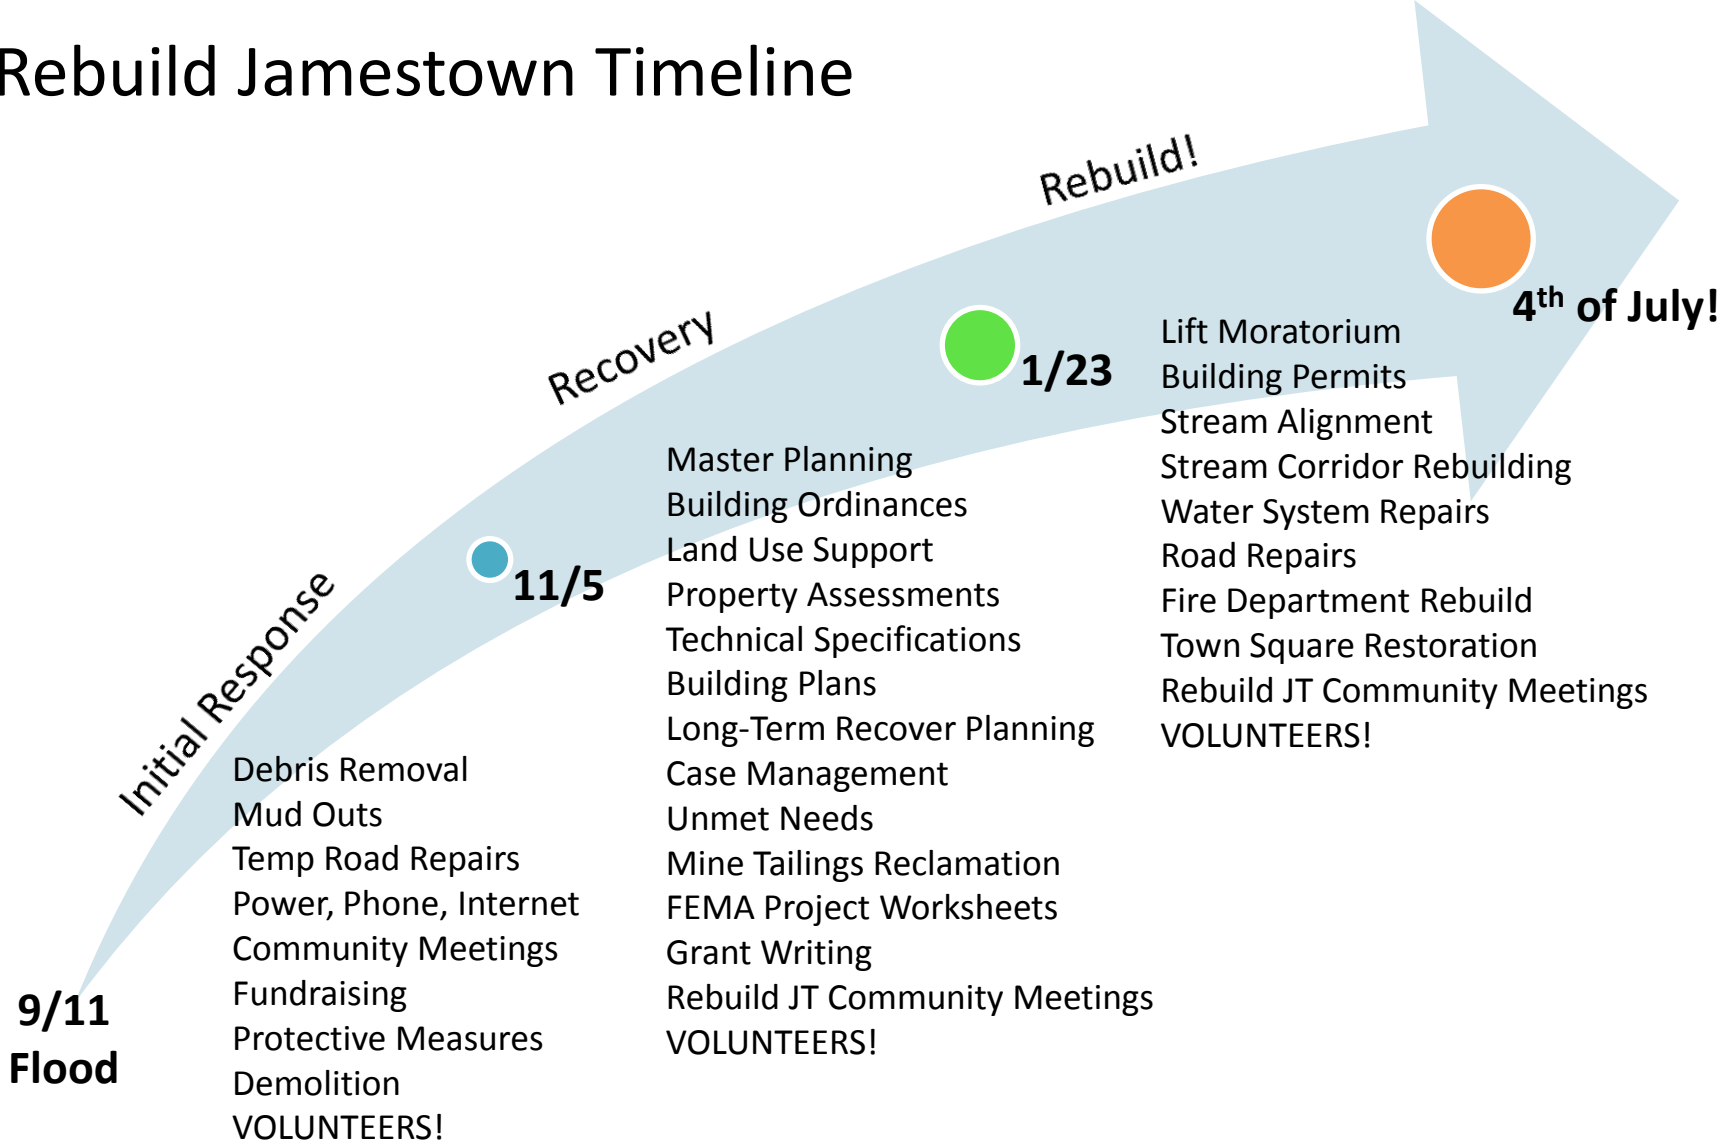 Rebuild Jamestown Timeline
Initial Response
Recovery
Rebuild!
9/11
Flood
11/5
1/23
4th of July!
Debris Removal
Mud Outs
Temp Road Repairs
Power, Phone, Internet
Community Meetings
Fundraising
Protective Measures
Demolition
VOLUNTEERS!
Master Planning
Building Ordinances
Land Use Support
Property Assessments
Technical Specifications
Building Plans
Long-Term Recover Planning
Case Management
Unmet Needs
Mine Tailings Reclamation
FEMA Project Worksheets
Grant Writing
Rebuild JT Community Meetings
VOLUNTEERS!
Lift Moratorium
Building Permits
Stream Alignment
Stream Corridor Rebuilding
Water System Repairs
Road Repairs
Fire Department Rebuild
Town Square Restoration
Rebuild JT Community Meetings
VOLUNTEERS!